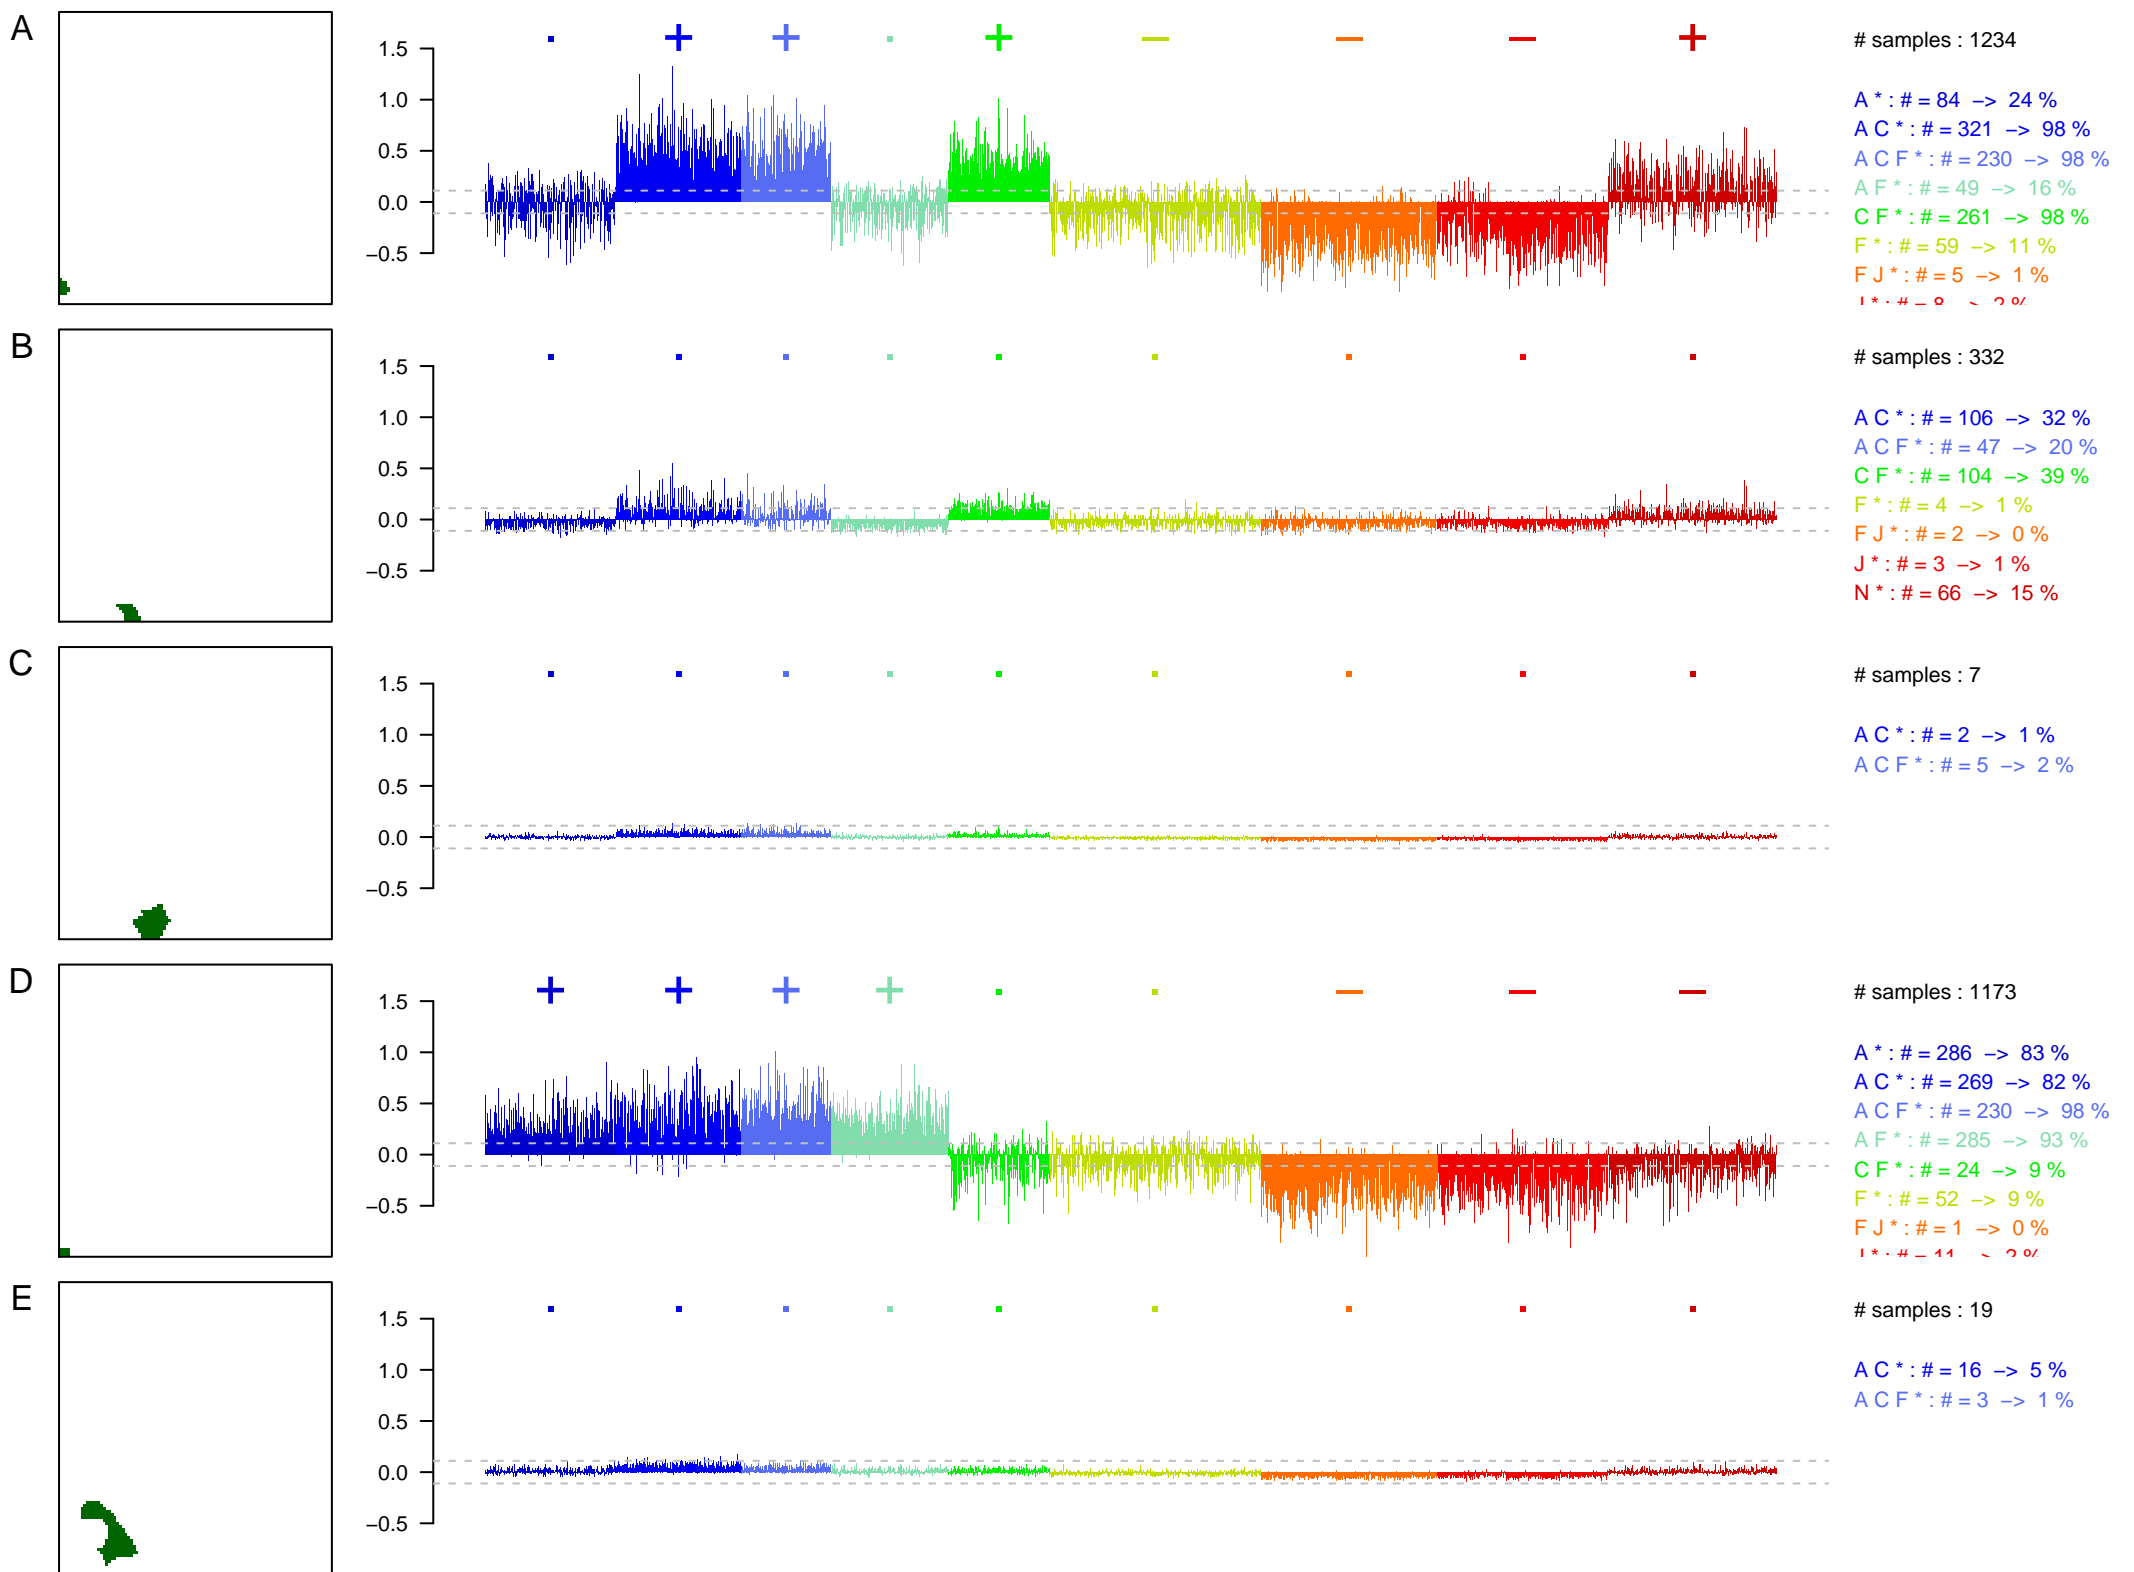 A
1.5
1.0
0.5
0.0
−0.5
# samples : 1234
A * : # = 84 −> 24 %
A C * : # = 321 −> 98 %
A C F * : # = 230 −> 98 %
A F * : # = 49 −> 16 %
C F * : # = 261 −> 98 %
F * : # = 59 −> 11 %
F J * : # = 5 −> 1 %
J * : # = 8 −> 2 %
B
1.5
1.0
0.5
0.0
−0.5
# samples : 332
A C * : # = 106 −> 32 %
A C F * : # = 47 −> 20 %
C F * : # = 104 −> 39 %
F * : # = 4 −> 1 %
F J * : # = 2 −> 0 %
J * : # = 3 −> 1 %
N * : # = 66 −> 15 %
C
1.5
1.0
0.5
0.0
−0.5
# samples : 7
A C * : # = 2 −> 1 %
A C F * : # = 5 −> 2 %
D
1.5
1.0
0.5
0.0
−0.5
# samples : 1173
A * : # = 286 −> 83 %
A C * : # = 269 −> 82 %
A C F * : # = 230 −> 98 %
A F * : # = 285 −> 93 %
C F * : # = 24 −> 9 %
F * : # = 52 −> 9 %
F J * : # = 1 −> 0 %
J * : # = 11 −> 2 %
E
1.5
1.0
0.5
0.0
−0.5
# samples : 19
A C * : # = 16 −> 5 %
A C F * : # = 3 −> 1 %